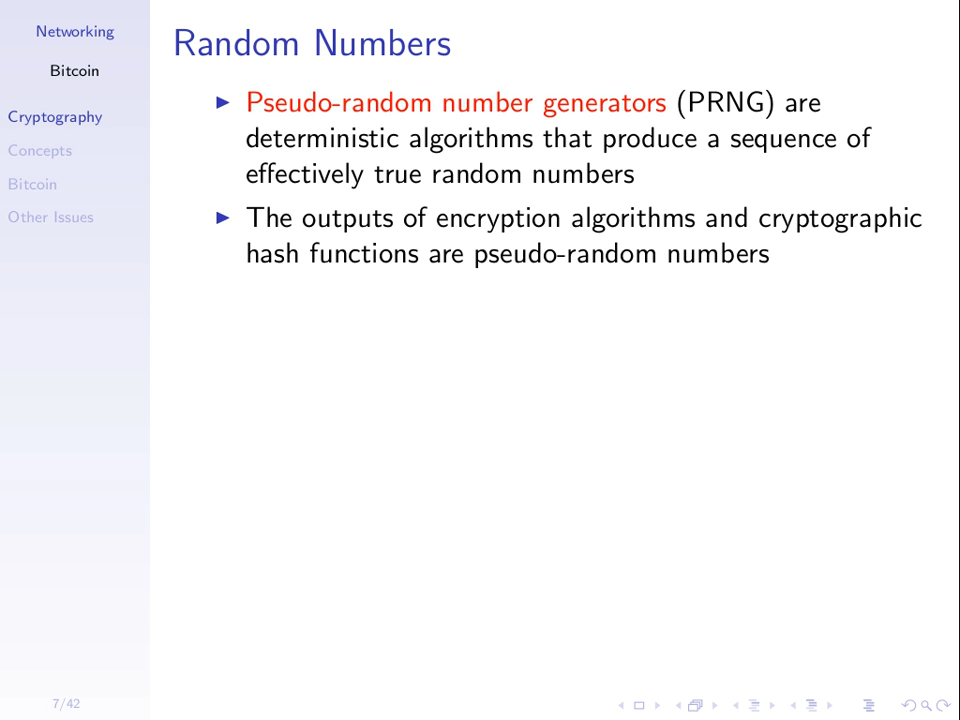 Networking
Bitcoin
Cryptography
Concepts
Bitcoin
Other Issues
Random Numbers
Pseudo-random number generators (PRNG) are
deterministic algorithms that produce a sequence of
effectively true random numbers
The outputs of encryption algorithms and cryptographic
hash functions are pseudo-random numbers
7/42